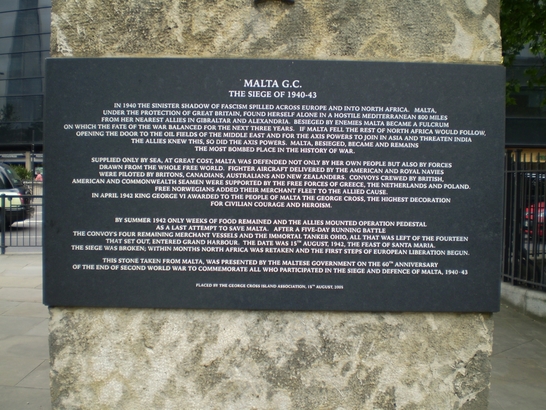 MALTA G.C.
THE SIEGE OF 1940-43
IN 1940 THE SINISTER SHADOW OF FASCISM SPILLED ACROSS EUROPE AND INTO NORTH AFRICA. MALTA,
UNDER THE PROTECTION OF GREAT BRITAIN, FOUND HERSELF ALONE IN A HOSTILE MEDITERRANEAN 800 MILES
FROM HER NEAREST ALLIES IN GIBRALTAR AND ALEXANDRIA. BESIEGED BY ENEMIES MALTA BECAME A FULCRUM
ON WHICH THE FATE OF THE WAR BALANCED FOR THE NEXT THREE YEARS. IF MALTA FELL THE REST OF NORTH AFRICA WOULD FOLLOW,
OPENING THE DOOR TO THE OIL FIELDS OF THE MIDDLE EAST AND FOR THE AXIS POWERS TO JOIN IN ASIA AND THREATEN INDIA
THE ALLIES KNEW THIS, SO DID THE AXIS POWERS. MALTA, BESIEGED, BECAME AND REMAINS
THE MOST BOMBED PLACE IN THE HISTORY OF WAR.
SUPPLIED ONLY BY SEA, AT GREAT COST, MALTA WAS DEFENDED NOT ONLY BY HER OWN PEOPLE BUT ALSO BY FORCES
DRAWN FROM THE WHOLE FREE WORLD. FIGHTER AIRCRAFT DELIVERED BY THE AMERICAN AND ROYAL NAVIES
WERE PILOTED BY BRITONS, CANADIANS, AUSTRALIANS AND NEW ZEALANDERS. CONVOYS CREWED BY BRITISH,
AMERICAN AND COMMONWEALTH SEAMEN WERE SUPPORTED BY THE FREE FORCES OF GREECE, THE NETHERLANDS AND POLAND.
FREE NORWEGIANS ADDED THEIR MERCHANT FLEET TO THE ALLIED CAUSE.
IN APRIL 1942 KING GEORGE VI AWARDED TO THE PEOPLE OF MALTA THE GEORGE CROSS, THE HIGHEST DECORATION
FOR CIVILIAN COURAGE AND HEROISM.
BY SUMMER 1942 ONLY WEEKS OF FOOD REMAINED AND THE ALLIES MOUNTED OPERATION PEDESTAL
AS A LAST ATTEMPT TO SAVE MALTA. AFTER A FIVE-DAY RUNNING BATTLE
THE CONVOYS FOUR REMAINING MERCHANT VESSELS AND THE IMMORTAL TANKER OHIO, ALL THAT WAS LEFT OF THE FOURTEEN
THAT SET OUT, ENTERED GRAND HARBOUR. THE DATE WAS 15TH AUGUST, 1942, THE FEAST OF SANTA MARIA.
THE SIEGE WAS BROKEN; WITHIN MONTHS NORTH AFRICA WAS RETAKEN AND THE FIRST STEPS OF EUROPEAN LIBERATION BEGUN.
THIS STONE TAKEN FROM MALTA, WAS PRESENTED BY THE MALTESE GOVERNMENT ON THE 60TH ANNIVERSARY
OF THE END OF SECOND WORLD WAR TO COMMEMORATE ALL WHO PARTICIPATED IN THE SIEGE AND DEFENCE OF MALTA, 1940-43
PLACED BY THE GEORGE CROSS ISLAND ASSOCIATION, 15TH AUGUST, 2005